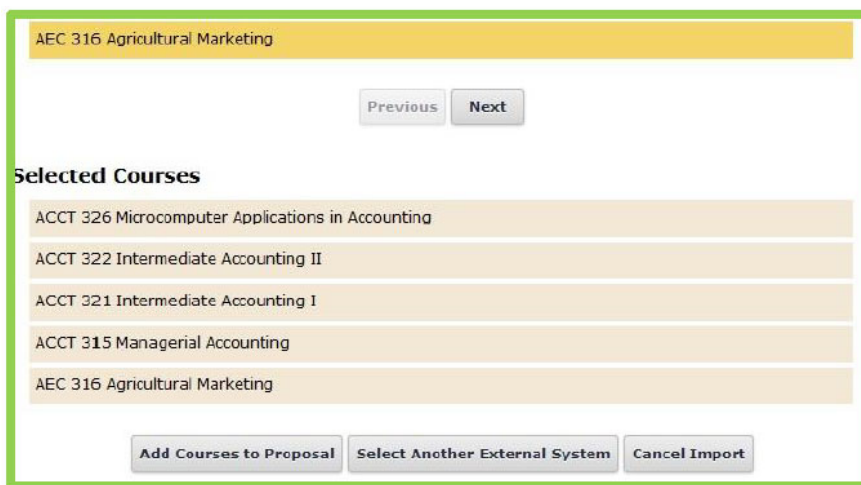 AEC 316 Agricultural Marketing
Previous Next
Selected Courses
ACCT 326 Microcomputer Applications in Accounting
ACCT 322 Intermediate Accounting II
ACCT 321 Intermediate Accounting I
ACCT 315 Managerial Accounting
AEC 316 Agricultural Marketing
Add Courses to Proposal Select Another External System Cancel Import